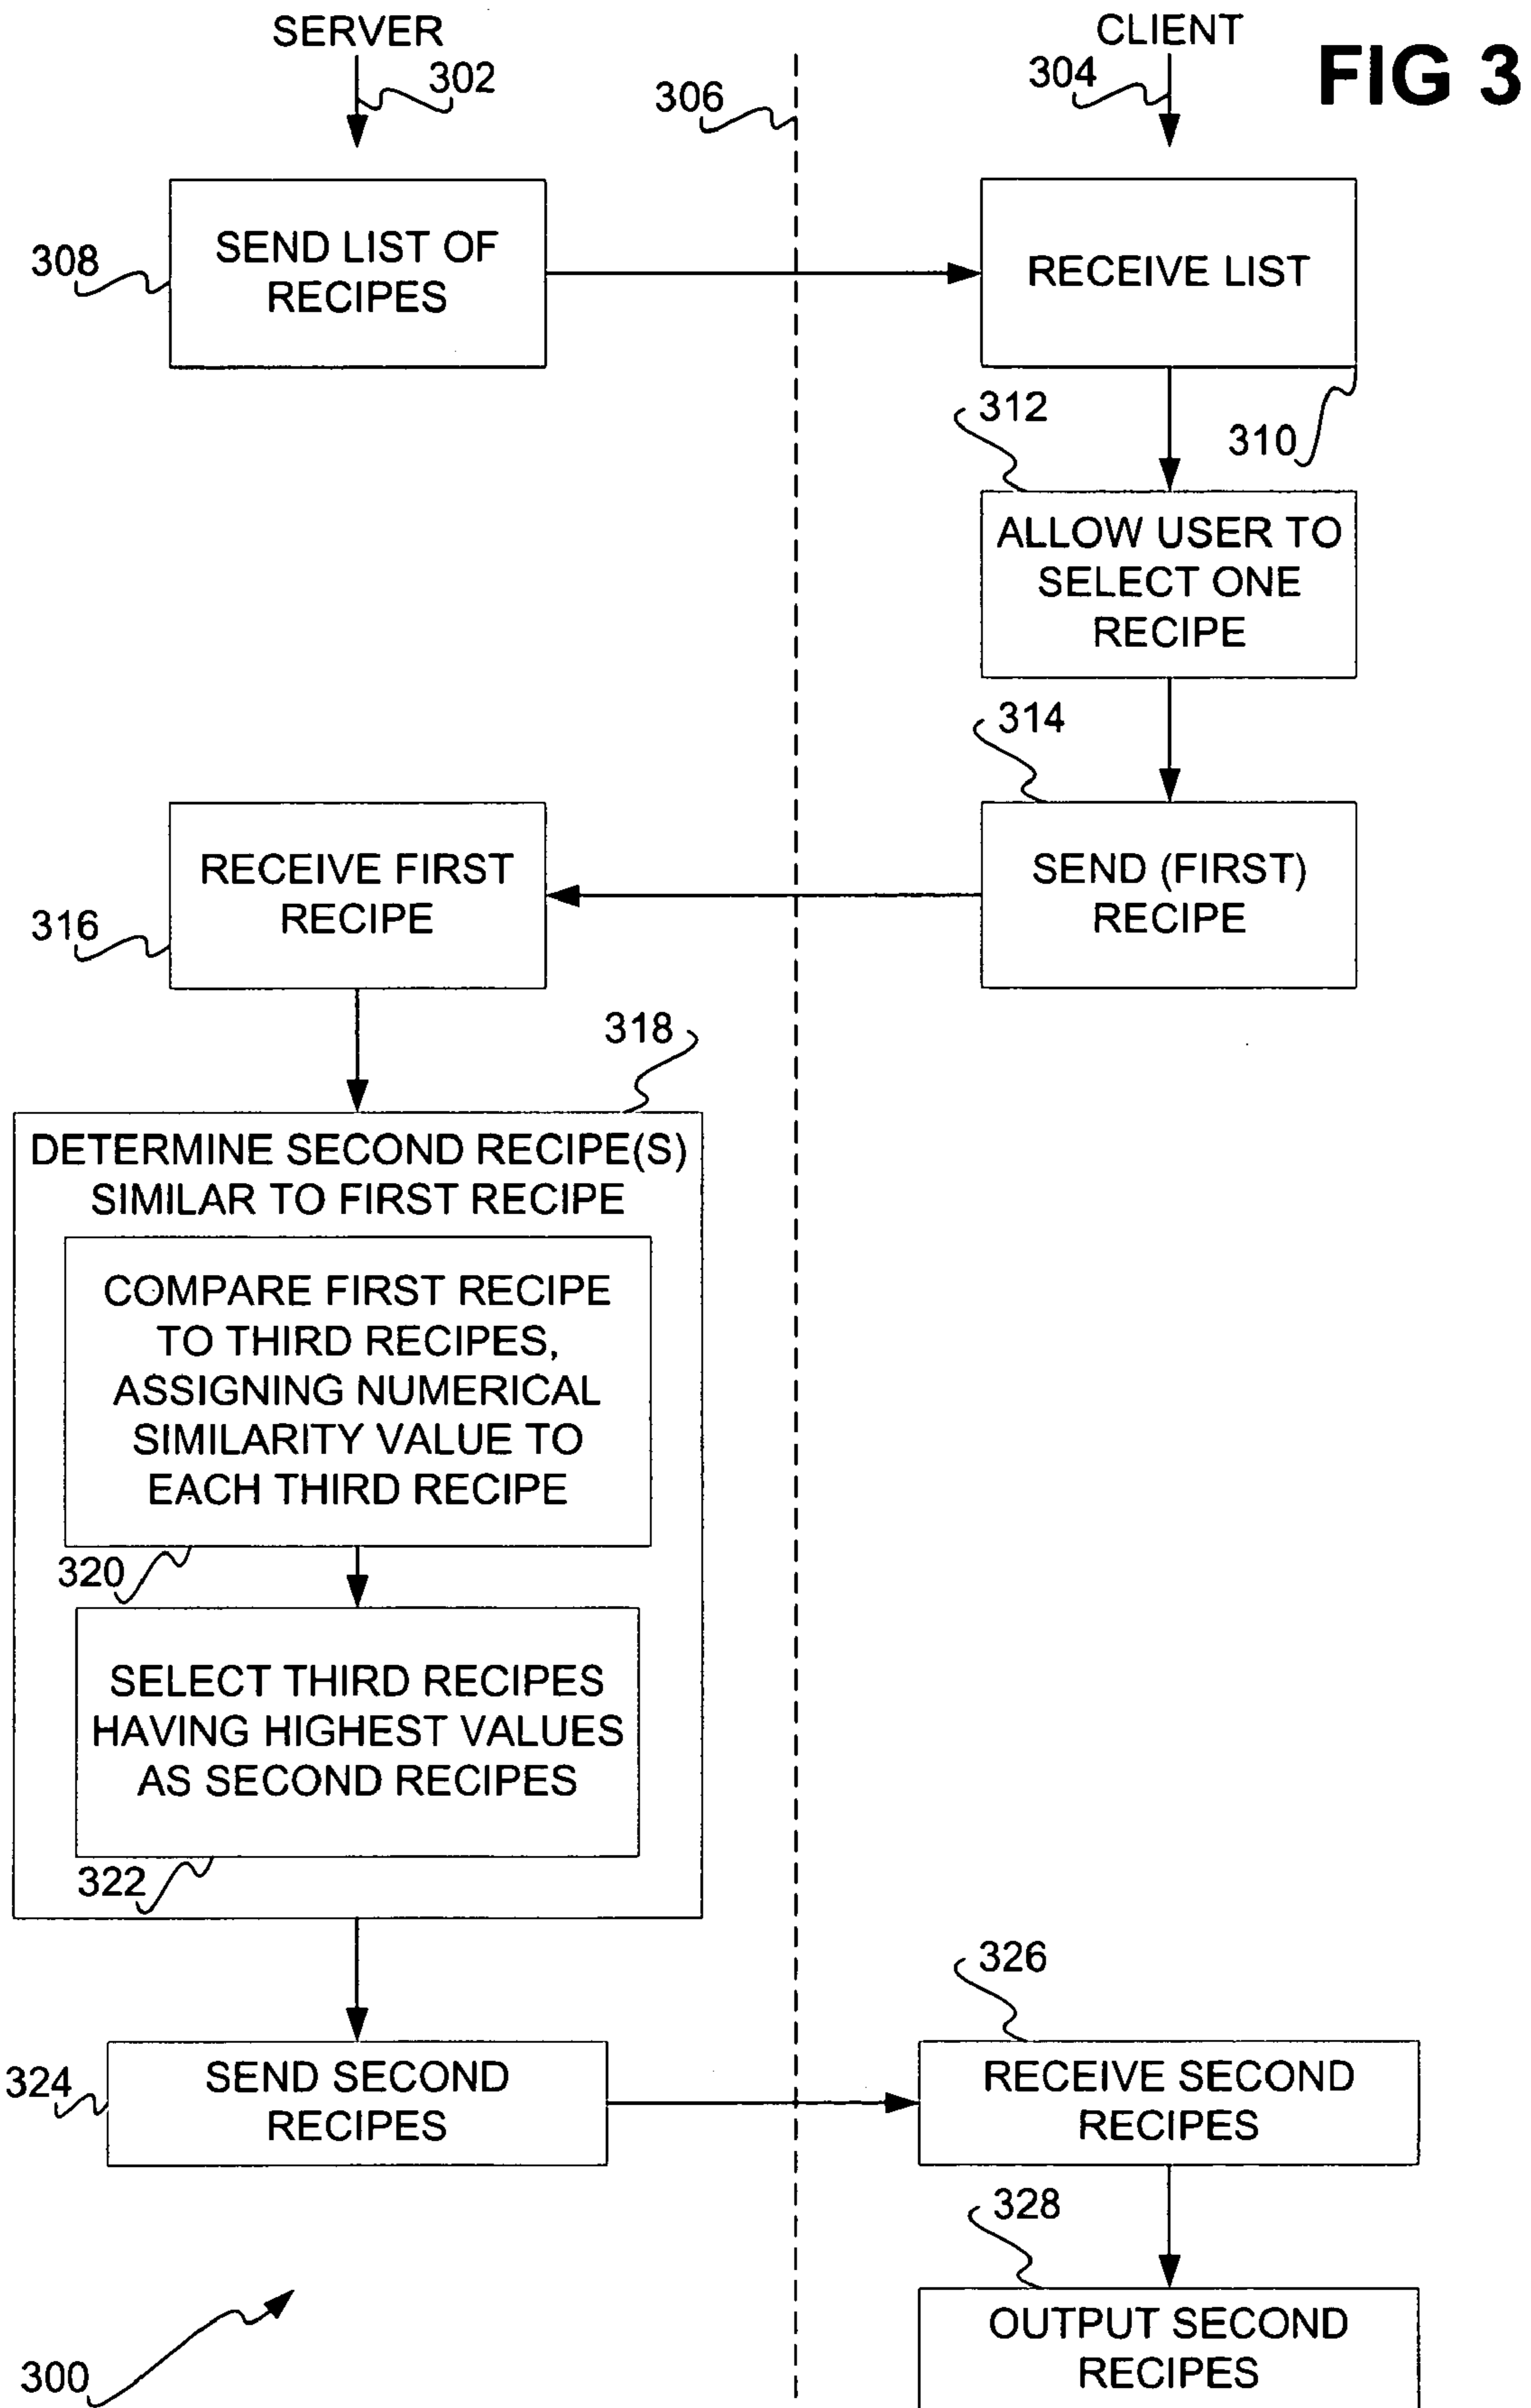 SERVER
CLIENT
FIG 3
302
304
306
308
SEND LIST OF
RECIPES
RECEIVE LIST
310
312
ALLOW USER TO
SELECT ONE
RECIPE
314
SEND (FIRST)
RECIPE
RECEIVE FIRST
RECIPE
316
318
DETERMINE SECOND RECIPE(S)
SIMILAR TO FIRST RECIPE
COMPARE FIRST RECIPE
TO THIRD RECIPES,
ASSIGNING NUMERICAL
SIMILARITY VALUE TO
EACH THIRD RECIPE
320
SELECT THIRD RECIPES
HAVING HIGHEST VALUES
AS SECOND RECIPES
322
324
SEND SECOND
RECIPES
326
RECEIVE SECOND
RECIPES
328
OUTPUT SECOND
RECIPES
300